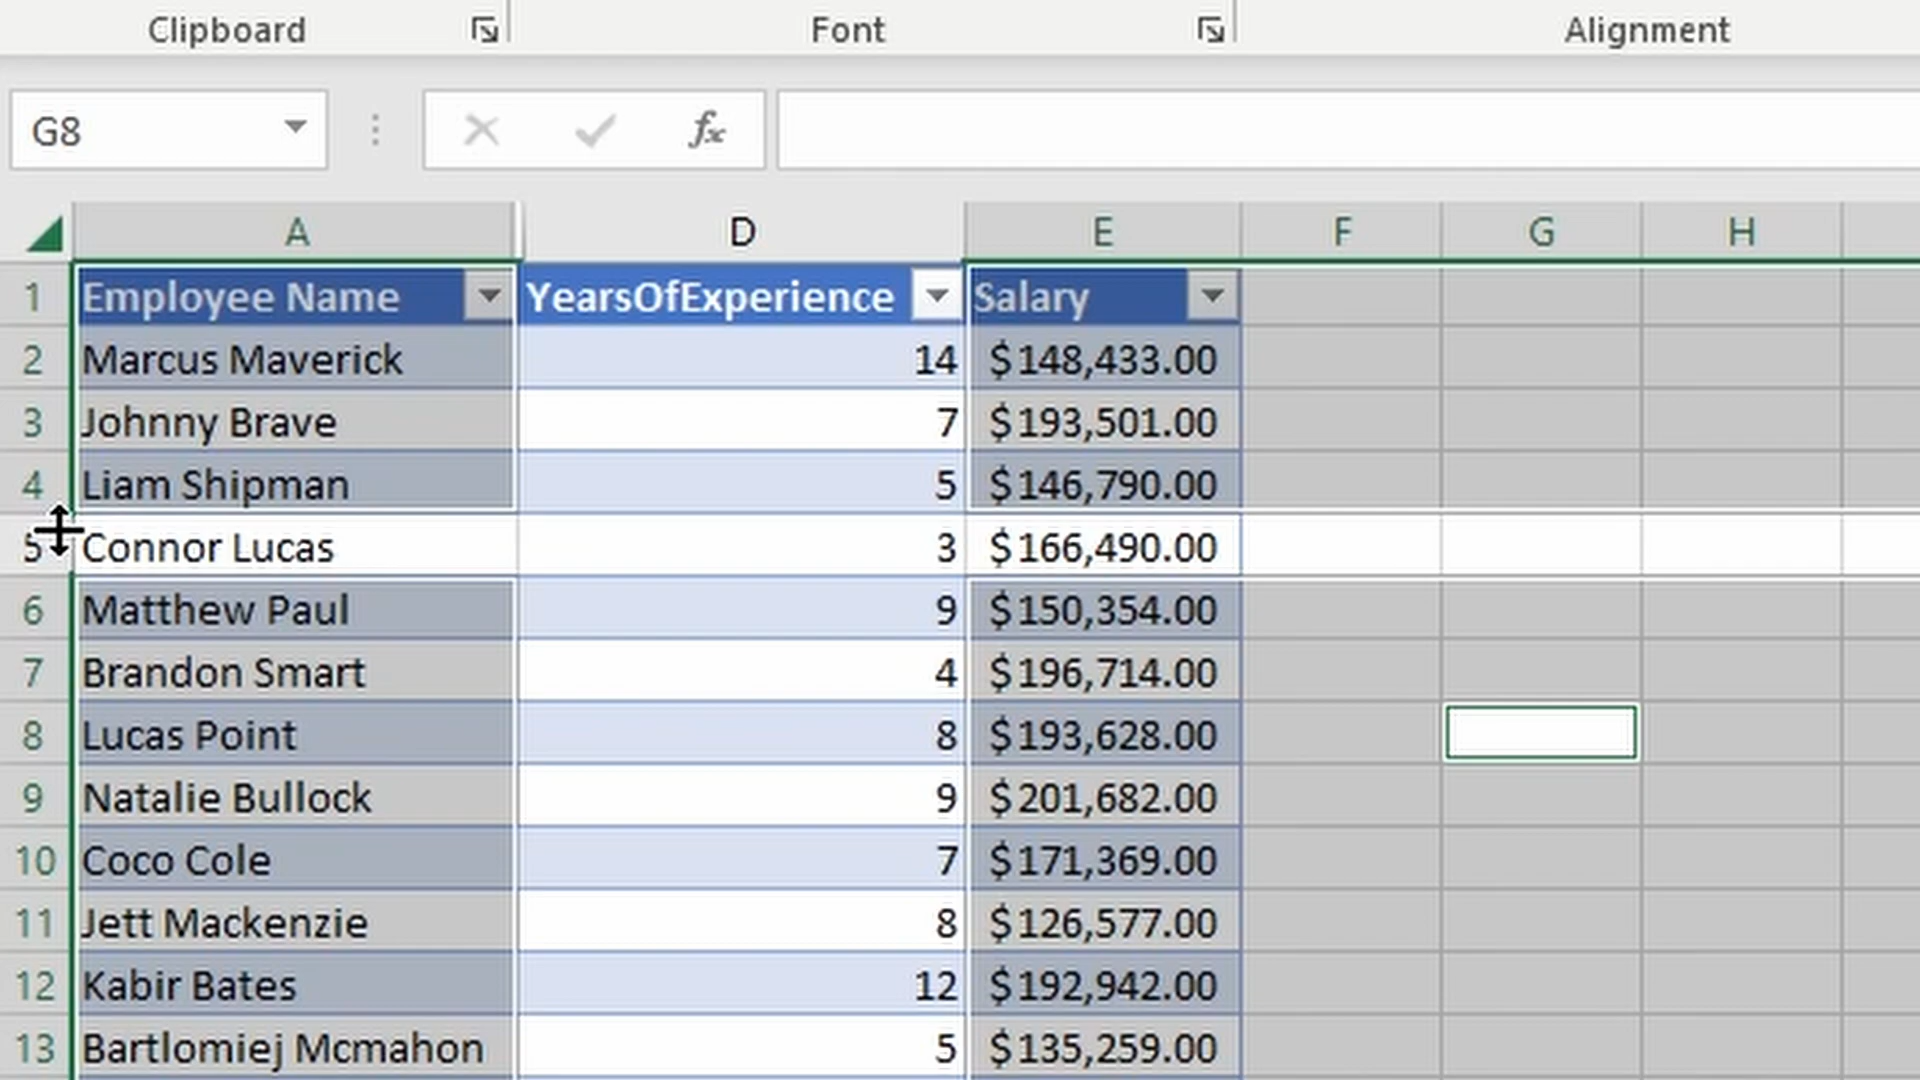 Clipboard Font Alignment
G8 fx
A D E F G H
1 Employee Name YearsOfExperience Salary
2 Marcus Maverick 14 $148,433.00
3 Johnny Brave 7 $193,501.00
4 Liam Shipman 5 $146,790.00
5 Connor Lucas 3 $166,490.00
6 Matthew Paul 9 $150,354.00
7 Brandon Smart 4 $196,714.00
8 Lucas Point 8 $193,628.00
9 Natalie Bullock 9 $201,682.00
10 Coco Cole 7 $171,369.00
11 Jett Mackenzie 8 $126,577.00
12 Kabir Bates 12 $192,942.00
13 Bartlomiej Mcmahon 5 $135,259.00